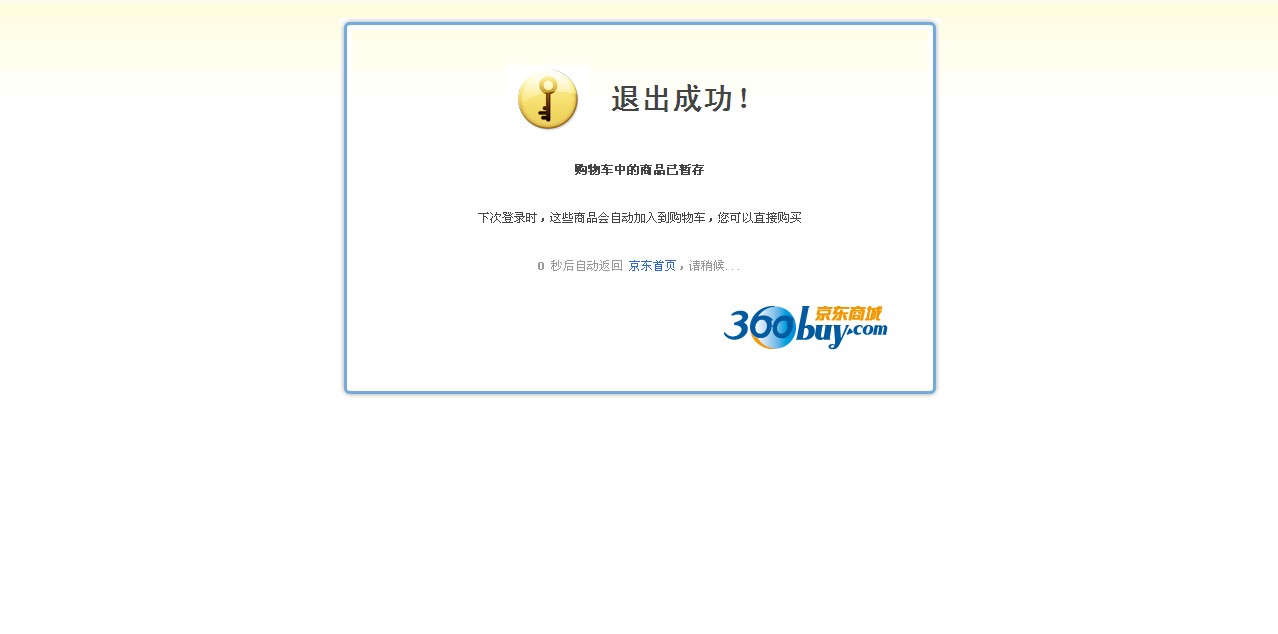 退出成功！
购物车中的商品已暂存
下次登录时，这些商品会自动加入到购物车，您可以直接购买
0 秒后自动返回 京东首页，请稍候...
京东商城
360buy.com